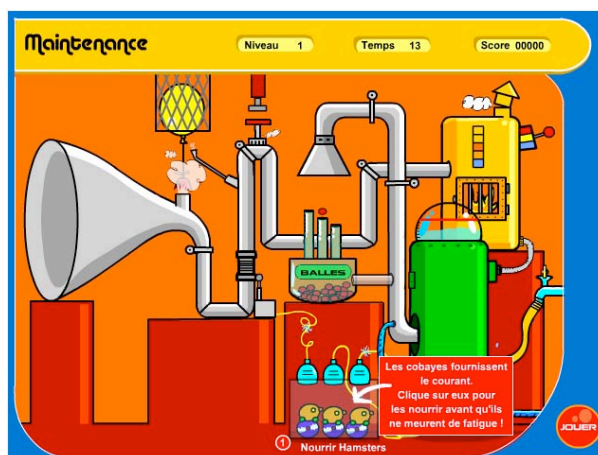 Maintenance
Niveau 1 Temps 13 Score 00000
BALLES
Les cobayes fournissent
le courant.
Clique sur eux pour
les nourrir avant qu'ils
ne meurent de fatigue !
JOUER
1 Nourrir Hamsters